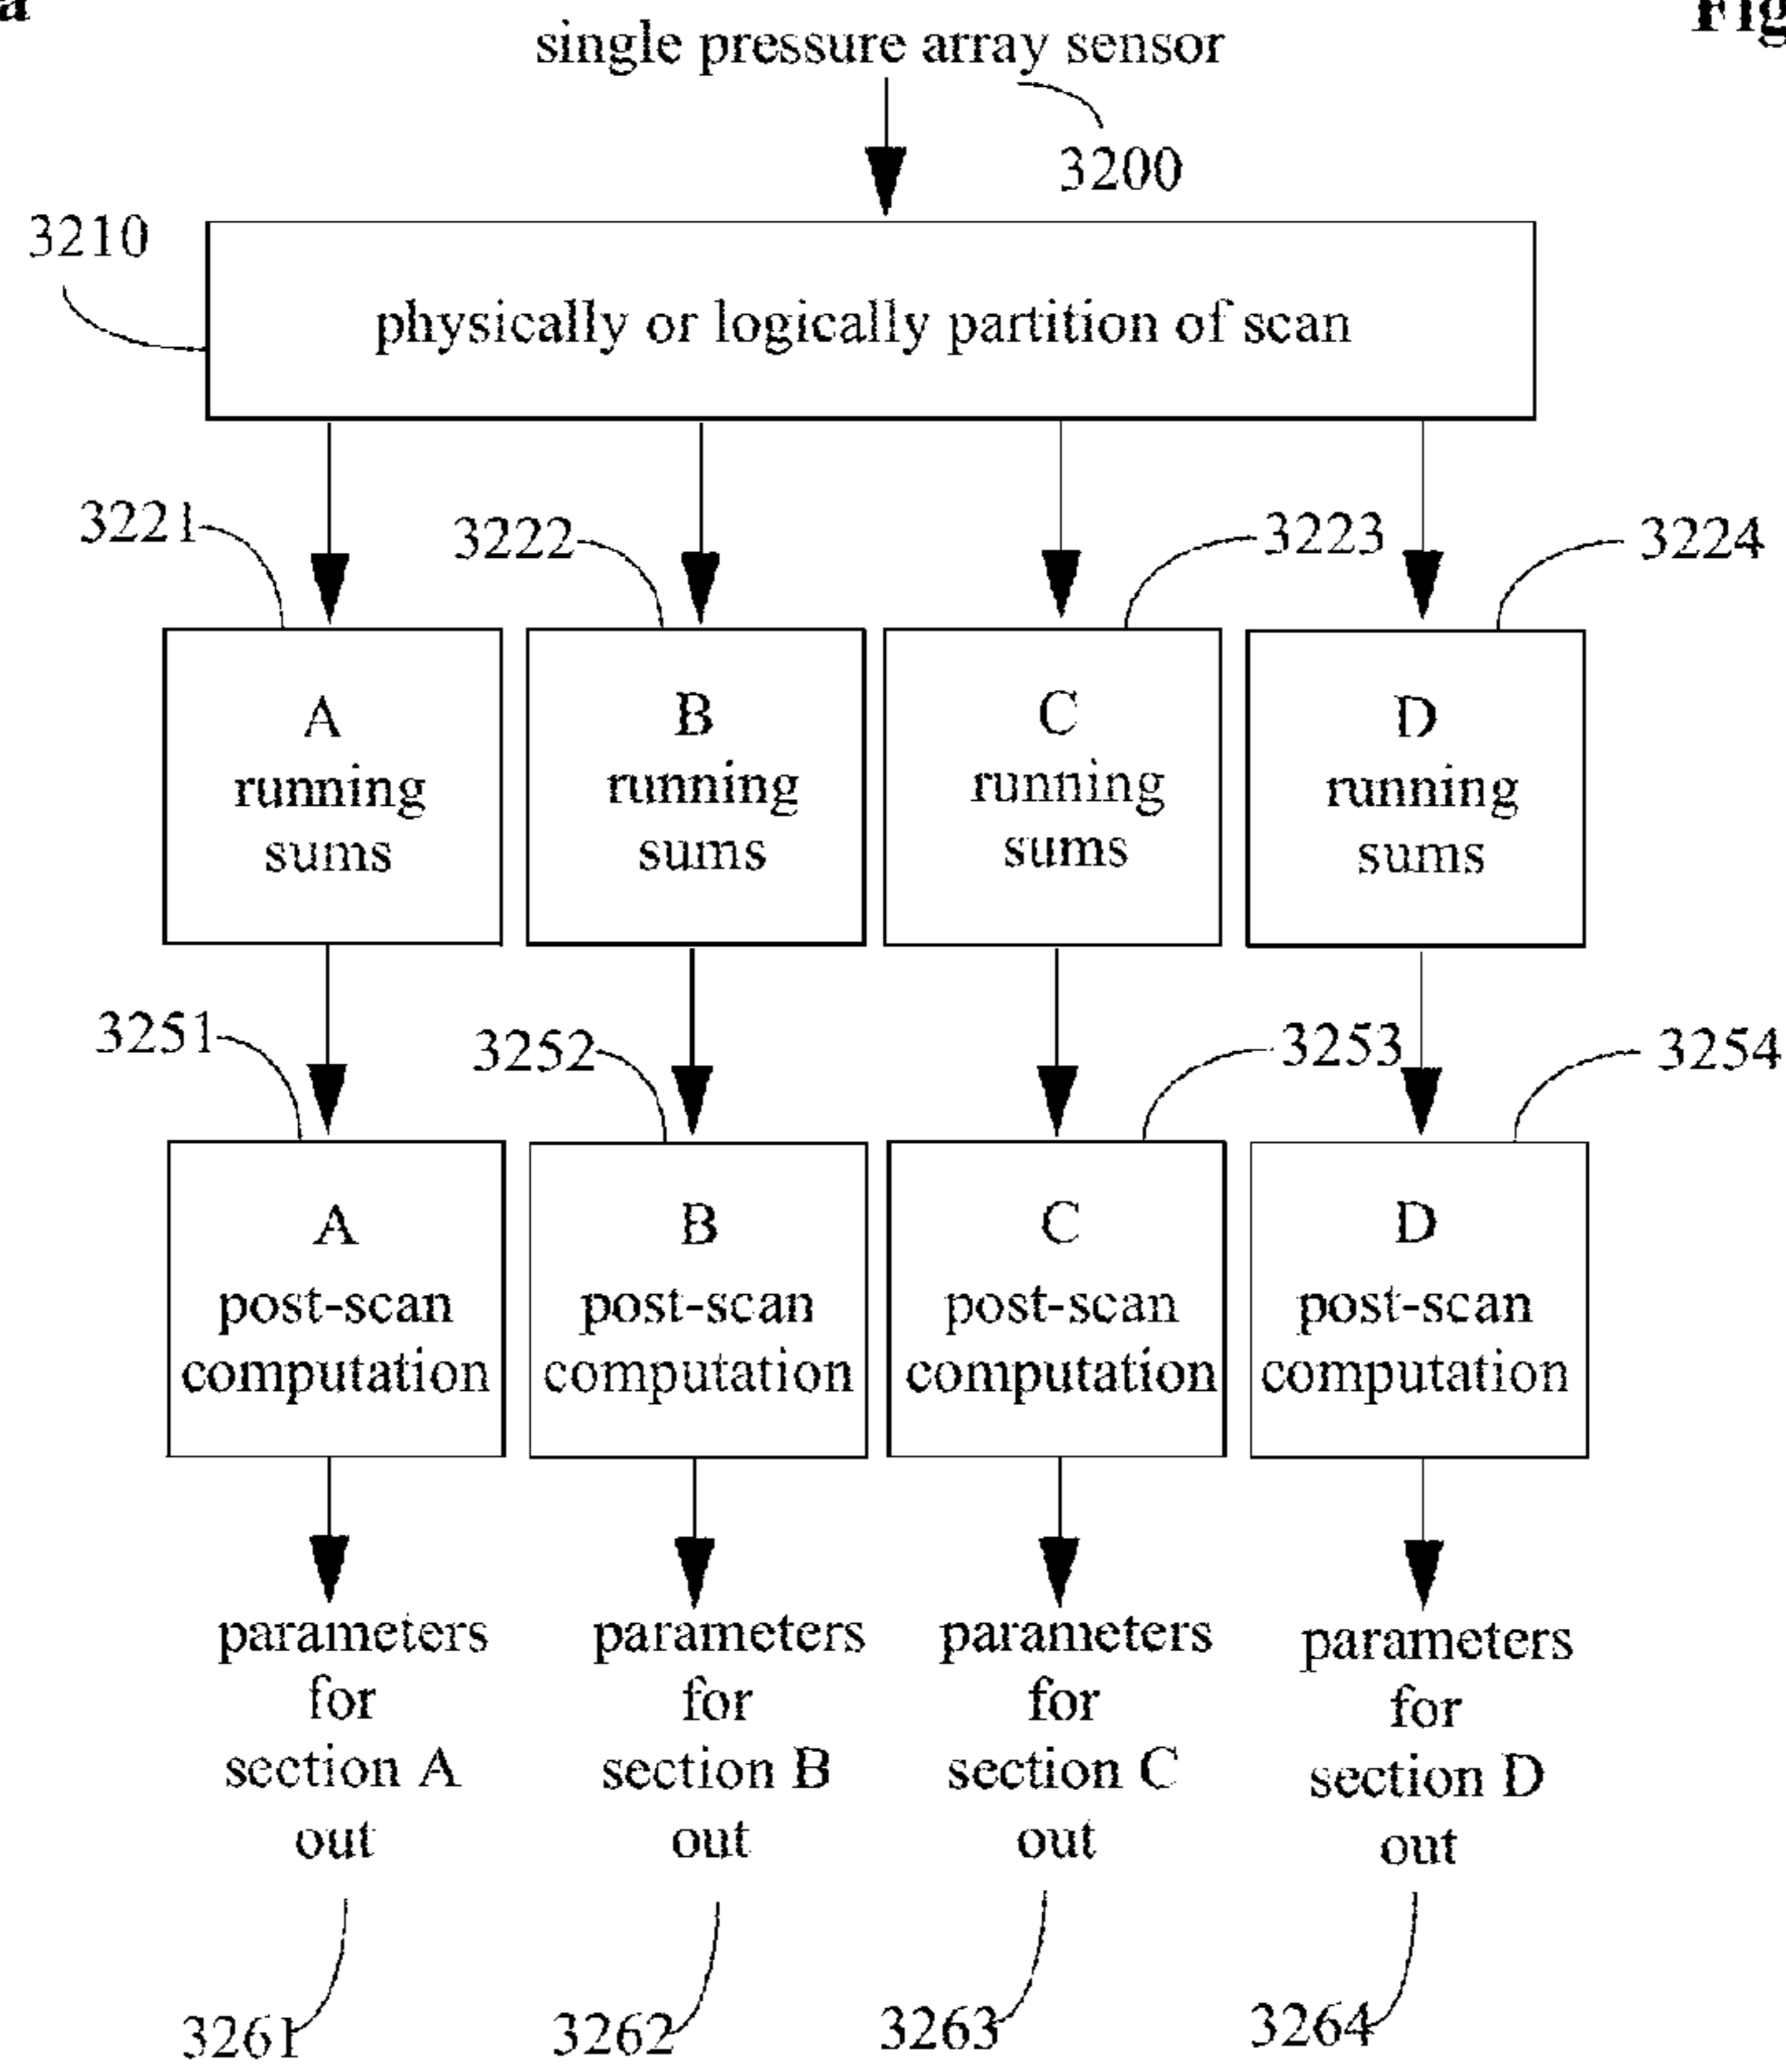 single pressure array sensor
3200
3210
physically or logically partition of scan
3221
3222
3223
3224
A
running
sums
B
running
sums
C
running
sums
D
running
sums
3251
3252
3253
3254
A
post-scan
computation
B
post-scan
computation
C
post-scan
computation
D
post-scan
computation
parameters
for
section A
out
parameters
for
section B
out
parameters
for
section C
out
parameters
for
section D
out
3261
3262
3263
3264